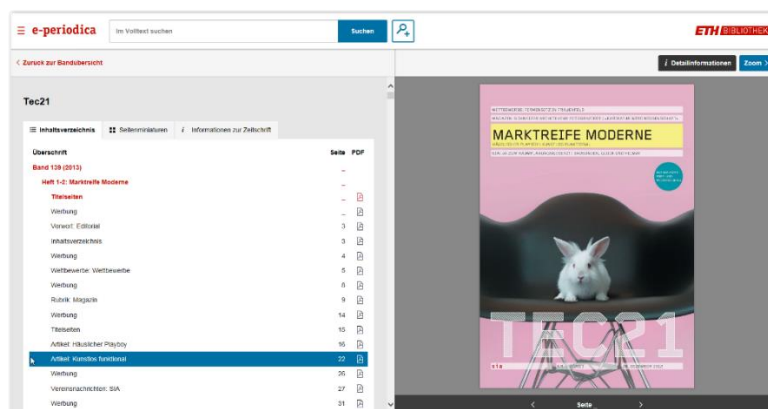 e-periodica
Im Volltext suchen
Suchen
ETH BIBLIOTHEK
< Zurück zur Bandübersicht
i Detailinformationen
Zoom >
Tec21
Inhaltsverzeichnis
Seitenminiaturen
i Informationen zur Zeitschrift
Überschrift Seite PDF
Band 139 (2013) _
Heft 1-2: Marktreife Moderne _
Titelseiten _
Werbung _
Vorwort: Editorial 3
Inhaltsverzeichnis 3
Werbung 4
Wettbewerbe: Wettbewerbe 5
Werbung 6
Rubrik: Magazin 9
Werbung 14
Titelseiten 15
Artikel: Häuslicher Playboy 16
Artikel: Kunstlos funktional 22
Werbung 26
Vereinsnachrichten: SIA 27
Werbung 31
MARKTREIFE MODERNE
TEC21
< Seite >